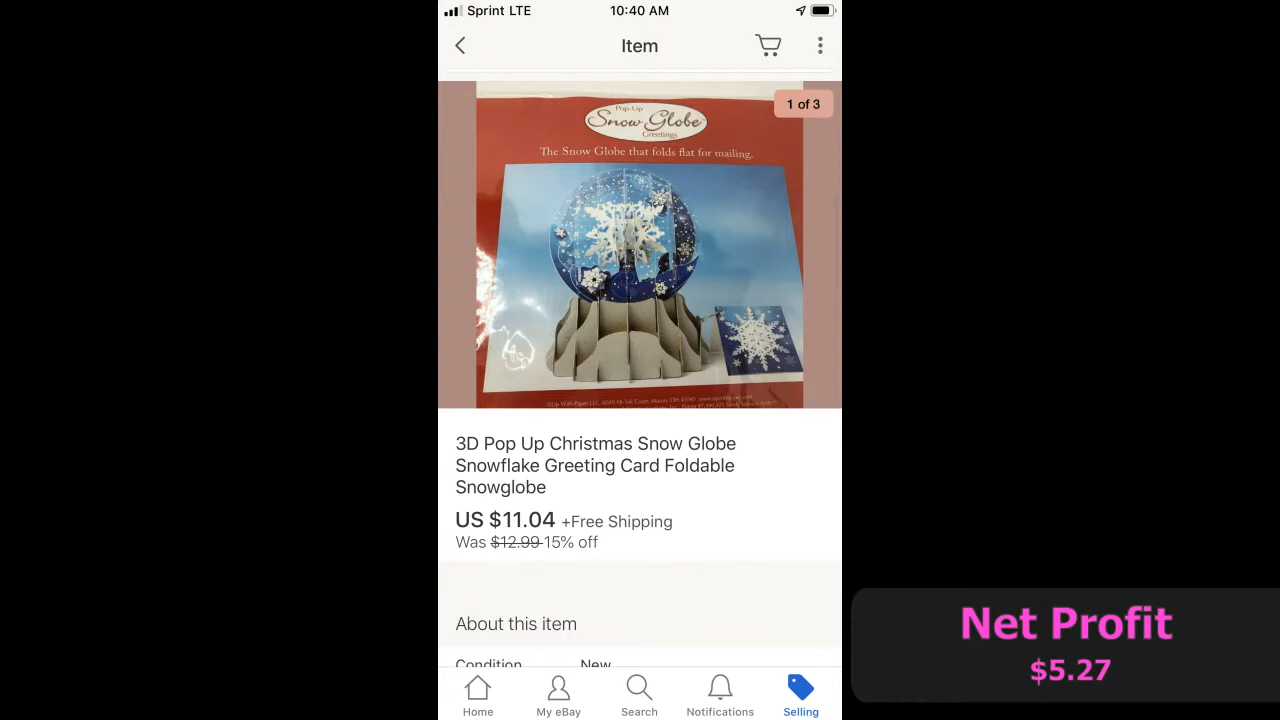 Sprint LTE 10:40 AM
Item
1 of 3
Pop-Up
Snow Globe
Greetings
The Snow Globe that folds flat for mailing.
3D Pop Up Christmas Snow Globe
Snowflake Greeting Card Foldable
Snowglobe
US $11.04 +Free Shipping
Was $12.99 15% off
About this item
Condition New
Home My eBay Search Notifications Selling
Net Profit
$5.27